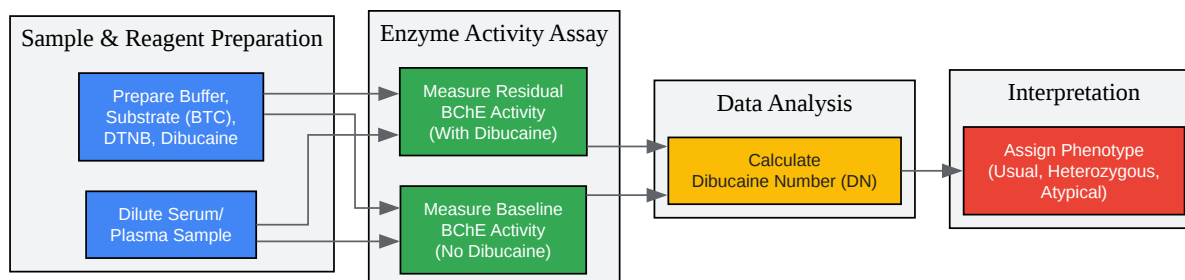 Sample & Reagent Preparation
Prepare Buffer,
Substrate (BTC),
DTNB, Dibucaine
Dilute Serum/
Plasma Sample
Enzyme Activity Assay
Measure Residual
BChE Activity
(With Dibucaine)
Measure Baseline
BChE Activity
(No Dibucaine)
Data Analysis
Calculate
Dibucaine Number (DN)
Interpretation
Assign Phenotype
(Usual, Heterozygous,
Atypical)